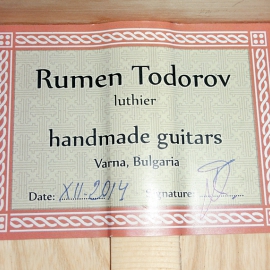 Rumen Todorov
luthier
handmade guitars
Varna, Bulgaria
Date: XII-2014 Signature: